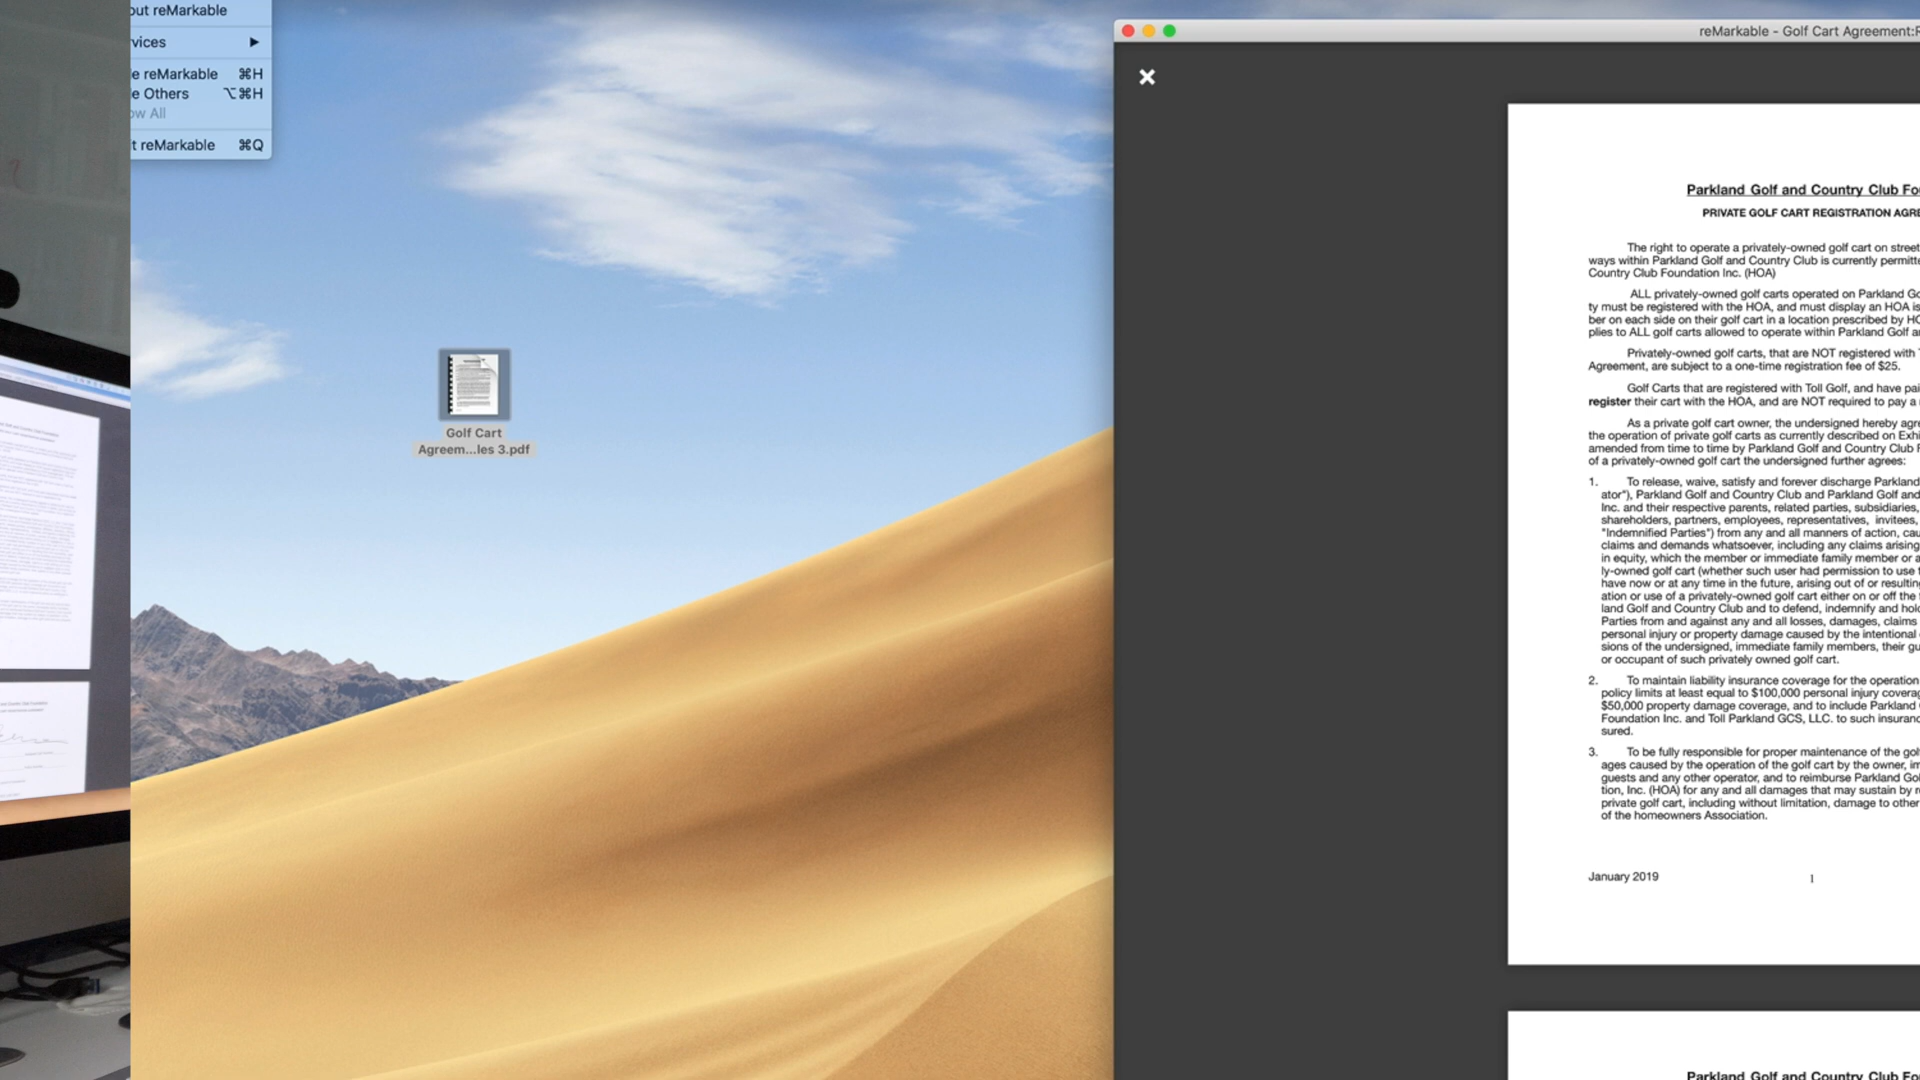 out reMarkable
vices
e reMarkable ⌘H
e Others ⌥⌘H
ow All
t reMarkable ⌘Q
Golf Cart
Agreem...les 3.pdf
reMarkable - Golf Cart Agreement:R
Parkland Golf and Country Club Fou
PRIVATE GOLF CART REGISTRATION AGRE
The right to operate a privately-owned golf cart on street
ways within Parkland Golf and Country Club is currently permitte
Country Club Foundation Inc. (HOA)
ALL privately-owned golf carts operated on Parkland Go
ty must be registered with the HOA, and must display an HOA is
ber on each side on their golf cart in a location prescribed by HO
plies to ALL golf carts allowed to operate within Parkland Golf a
Privately-owned golf carts, that are NOT registered with T
Agreement, are subject to a one-time registration fee of $25.
Golf Carts that are registered with Toll Golf, and have pai
register their cart with the HOA, and are NOT required to pay a
As a private golf cart owner, the undersigned hereby agre
the operation of private golf carts as currently described on Exhi
amended from time to time by Parkland Golf and Country Club F
of a privately-owned golf cart the undersigned further agrees:
1. To release, waive, satisfy and forever discharge Parkland
ator"), Parkland Golf and Country Club and Parkland Golf and
Inc. and their respective parents, related parties, subsidiaries,
shareholders, partners, employees, representatives, invitees,
"Indemnified Parties") from any and all manners of action, cau
claims and demands whatsoever, including any claims arising
in equity, which the member or immediate family member or a
ly-owned golf cart (whether such user had permission to use t
have now or at any time in the future, arising out of or resulting
ation or use of a privately-owned golf cart either on or off the
land Golf and Country Club and to defend, indemnify and hold
Parties from and against any and all losses, damages, claims
personal injury or property damage caused by the intentional
sions of the undersigned, immediate family members, their gu
or occupant of such privately owned golf cart.
2. To maintain liability insurance coverage for the operation
policy limits at least equal to $100,000 personal injury coverag
$50,000 property damage coverage, and to include Parkland
Foundation Inc. and Toll Parkland GCS, LLC. to such insuranc
sured.
3. To be fully responsible for proper maintenance of the golf
ages caused by the operation of the golf cart by the owner, im
guests and any other operator, and to reimburse Parkland Gol
tion, Inc. (HOA) for any and all damages that may sustain by r
private golf cart, including without limitation, damage to other
of the homeowners Association.
January 2019 1
Parkland Golf and Country Club Fou